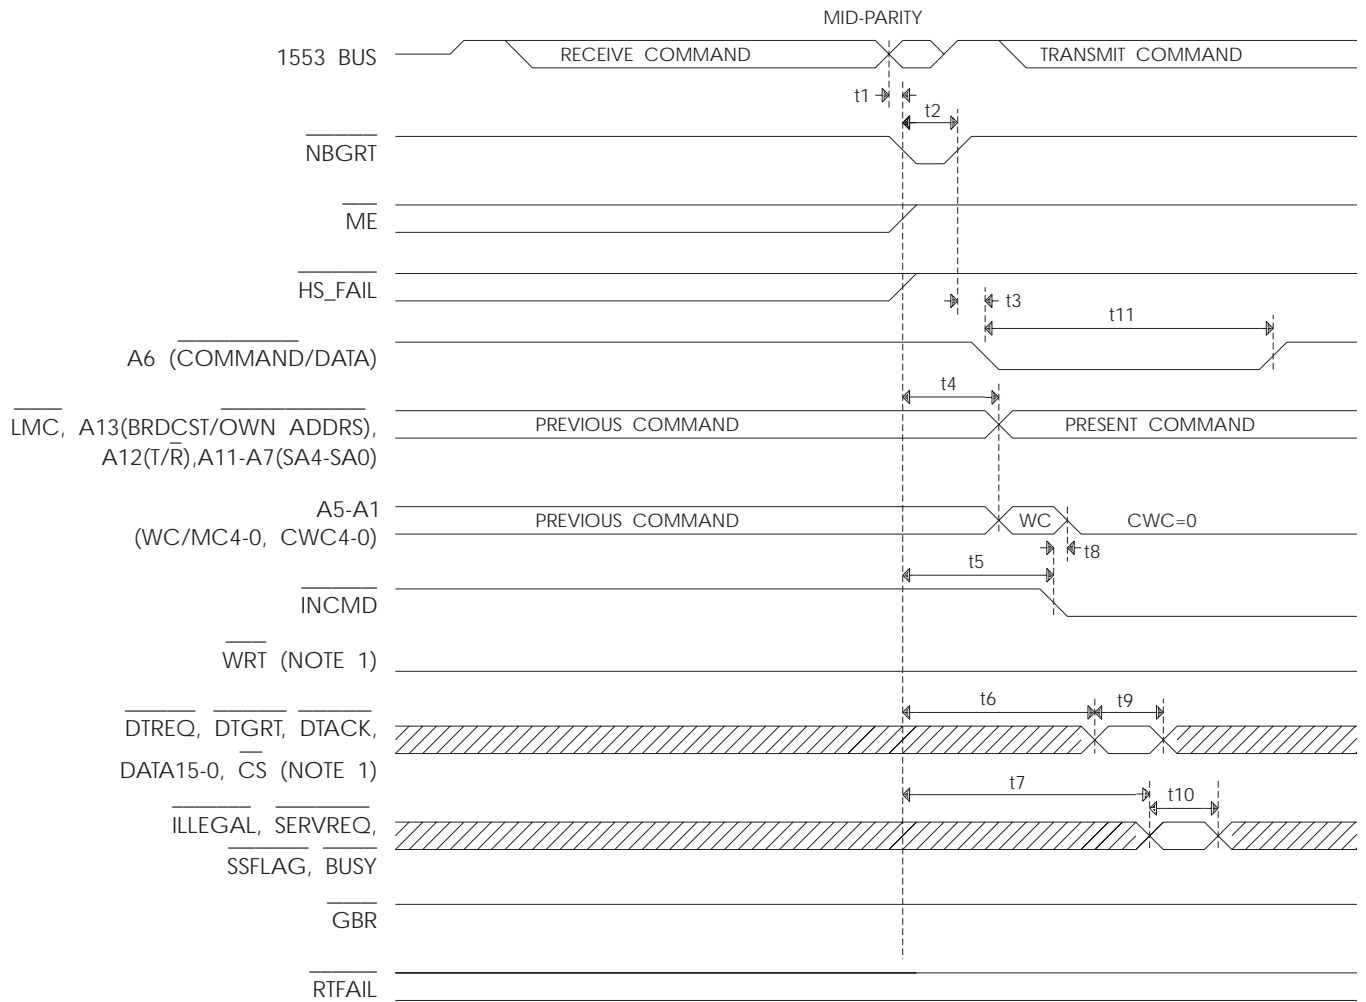 MID-PARITY
1553 BUS
RECEIVE COMMAND
TRANSMIT COMMAND
t1
t2
NBGRT
ME
HS_FAIL
t3
t11
A6 (COMMAND/DATA)
t4
LMC, A13(BRDCST/OWN ADDRS),
PREVIOUS COMMAND
PRESENT COMMAND
A12(T/R),A11-A7(SA4-SA0)
A5-A1
PREVIOUS COMMAND
WC
CWC=0
(WC/MC4-0, CWC4-0)
t8
t5
INCMD
WRT (NOTE 1)
t6
t9
DTREQ, DTGRT, DTACK,
DATA15-0, CS (NOTE 1)
t7
t10
ILLEGAL, SERVREQ,
SSFLAG, BUSY
GBR
RTFAIL